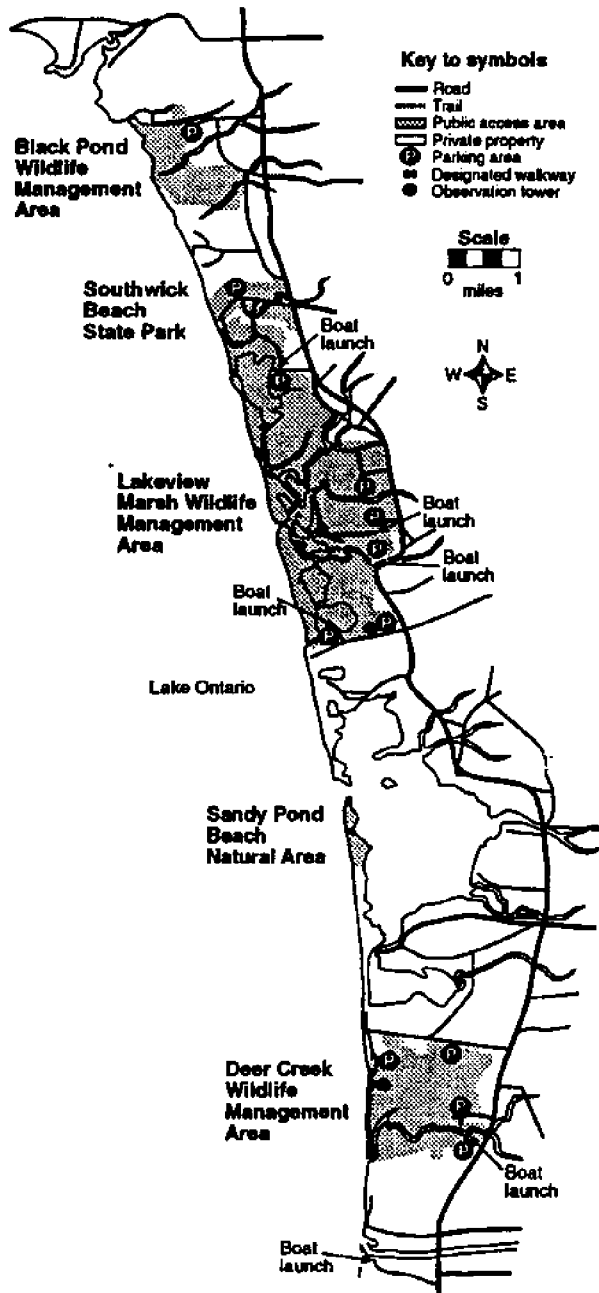 Key to symbols
Road
Trail
Public access area
Private property
P Parking area
Designated walkway
Observation tower
Scale
0 1
miles
N
W E
S
Black Pond
Wildlife
Management
Area
P
Southwick
Beach
State Park
P
Boat
launch
P
Lakeview
Marsh Wildlife
Management
Area
P
P
Boat
launch
P
Boat
launch
Boat
launch
P
P
Lake Ontario
Sandy Pond
Beach
Natural Area
Deer Creek
Wildlife
Management
Area
P
P
P
P
Boat
launch
Boat
launch